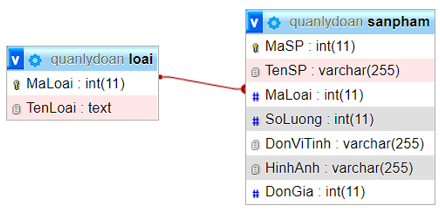 v quanlydoan loai
MaLoai : int(11)
TenLoai : text
v quanlydoan sanpham
MaSP : int(11)
TenSP : varchar(255)
# MaLoai : int(11)
# SoLuong : int(11)
DonViTinh : varchar(255)
HinhAnh : varchar(255)
# DonGia : int(11)